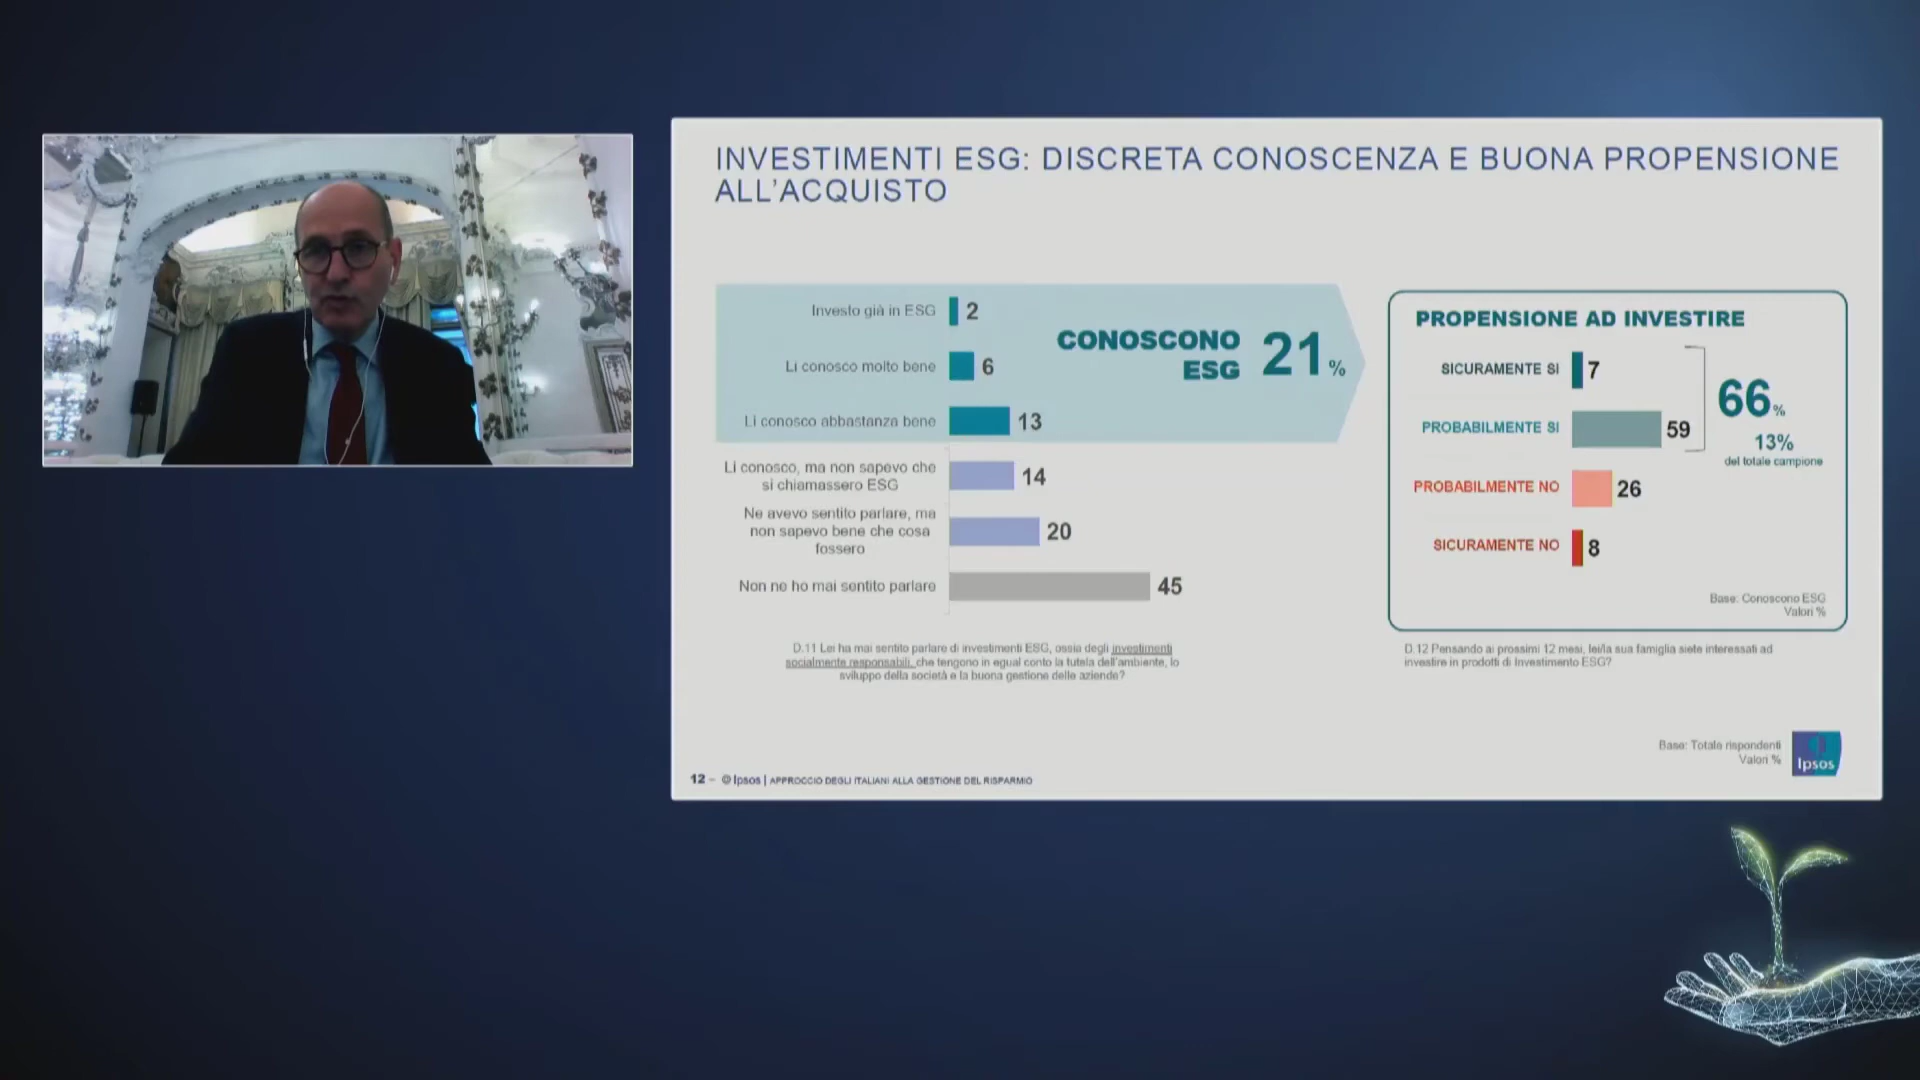 INVESTIMENTI ESG: DISCRETA CONOSCENZA E BUONA PROPENSIONE
ALL'ACQUISTO
Investo già in ESG 2
Li conosco molto bene 6
Li conosco abbastanza bene 13
CONOSCONO
ESG
21%
Li conosco, ma non sapevo che
si chiamassero ESG
14
Ne avevo sentito parlare, ma
non sapevo bene che cosa
fossero
20
Non ne ho mai sentito parlare 45
D.11 Lei ha mai sentito parlare di investimenti ESG, ossia degli investimenti
socialmente responsabili, che tengono in egual conto la tutela dell'ambiente, lo
sviluppo della società e la buona gestione delle aziende?
PROPENSIONE AD INVESTIRE
SICURAMENTE SI 7
PROBABILMENTE SI 59
PROBABILMENTE NO 26
SICURAMENTE NO 8
66%
13%
del totale campione
Base: Conoscono ESG
Valori %
D.12 Pensando ai prossimi 12 mesi, lei/la sua famiglia siete interessati ad
investire in prodotti di Investimento ESG?
Base: Totale rispondenti
Valori %
Ipsos
12 - © Ipsos | APPROCCIO DEGLI ITALIANI ALLA GESTIONE DEL RISPARMIO